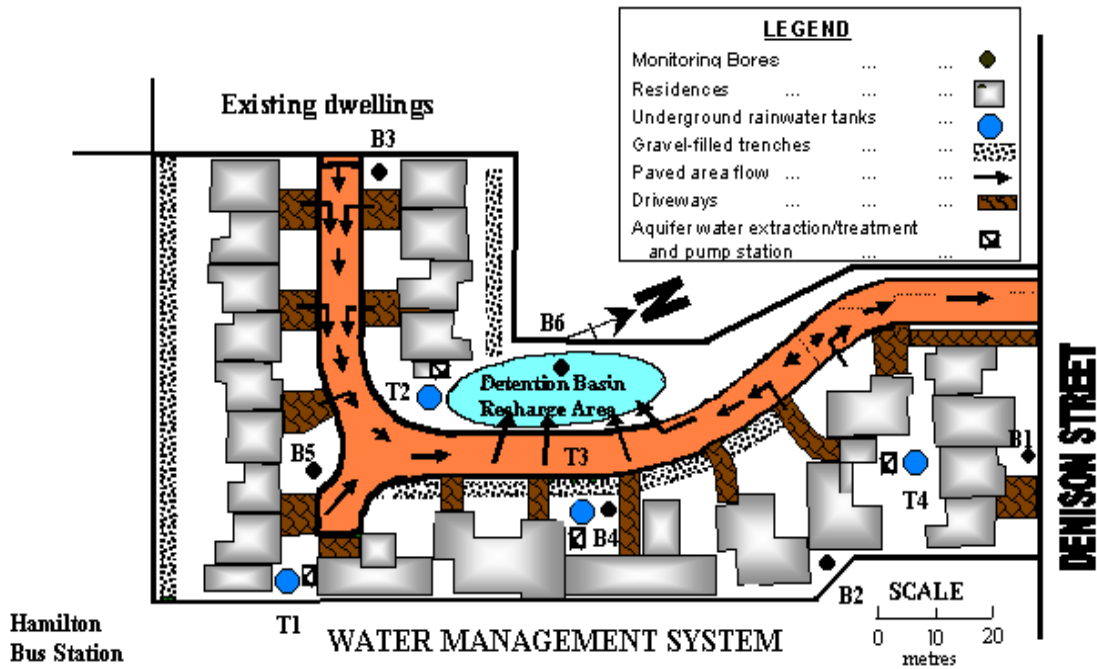 LEGEND
Monitoring Bores ... ...
Residences ... ... ...
Underground rainwater tanks ...
Gravel-filled trenches ...
Paved area flow ... ... ...
Driveways ... ... ...
Aquifer water extraction/treatment
and pump station ... ...
Existing dwellings
B3
N
B6
T2
Detention Basin
Recharge Area
B5
T3
B1
T4
B4
B2
T1
DENISON STREET
SCALE
0 10 20
metres
Hamilton
Bus Station
WATER MANAGEMENT SYSTEM